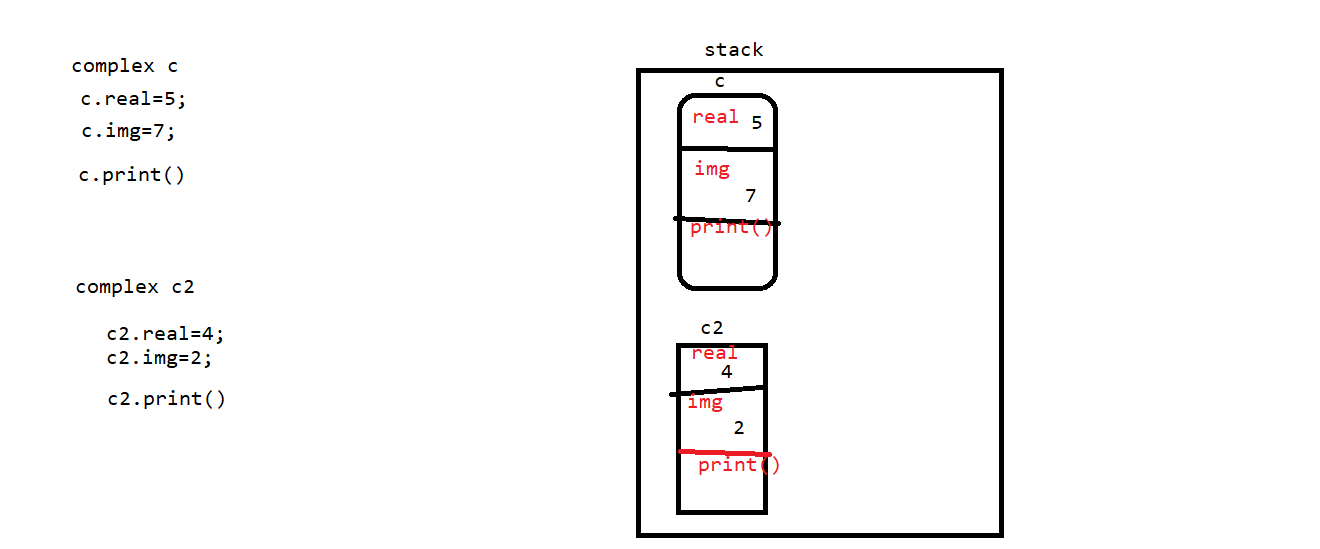 complex c
c.real=5;
c.img=7;
c.print()
complex c2
c2.real=4;
c2.img=2;
c2.print()
stack
c
real 5
img
7
print()
c2
real
4
img
2
print()